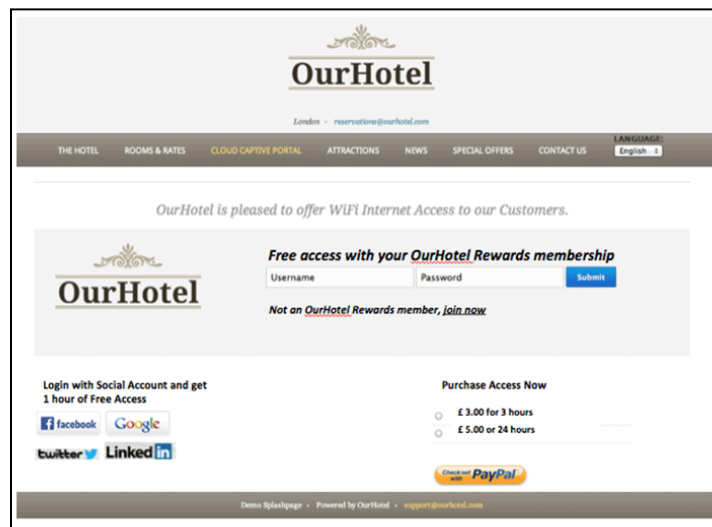 OurHotel
London - reservations@ourhotel.com
LANGUAGE:
THE HOTEL ROOMS & RATES CLOUD CAPTIVE PORTAL ATTRACTIONS NEWS SPECIAL OFFERS CONTACT US English
OurHotel is pleased to offer WiFi Internet Access to our Customers.
OurHotel
Free access with your OurHotel Rewards membership
Username Password Submit
Not an OurHotel Rewards member, join now
Login with Social Account and get
1 hour of Free Access
facebook Google
twitter Linked in
Purchase Access Now
£ 3.00 for 3 hours
£ 5.00 or 24 hours
Check out with PayPal
Demo Splashpage - Powered by OurHotel - support@ourhotel.com